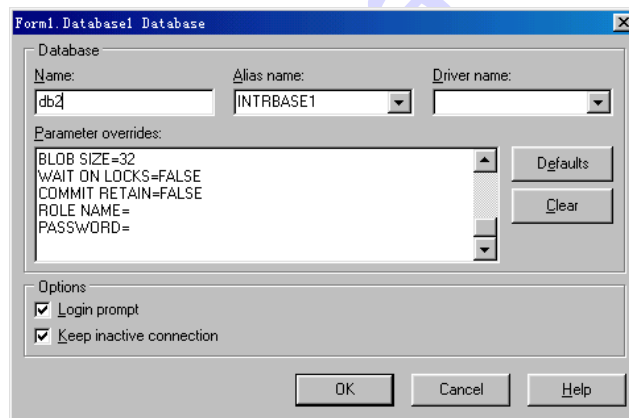 Form1.Database1 Database
Database
Name: Alias name: Driver name:
db2 INTRBASE1
Parameter overrides:
BLOB SIZE=32
WAIT ON LOCKS=FALSE
COMMIT RETAIN=FALSE
ROLE NAME=
PASSWORD=
Defaults
Clear
Options
Login prompt
Keep inactive connection
OK Cancel Help